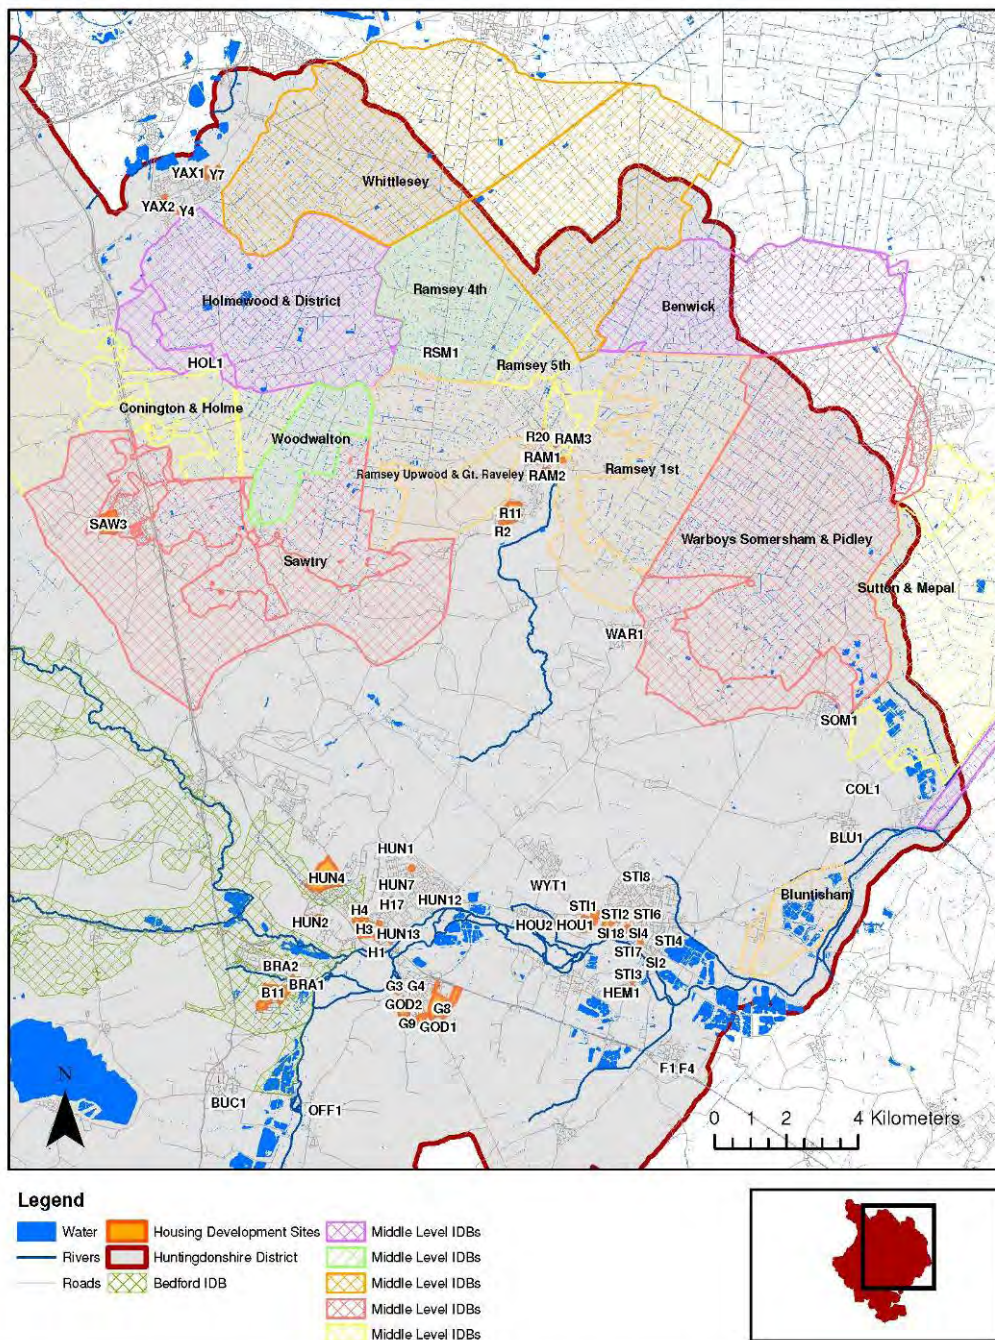 YAX1 Y7
Whittlesey
YAX2 Y4
Ramsey 4th
Holmewood & District
Benwick
RSM1
HOL1
Ramsey 5th
Conington & Holme
Woodwalton
R20 RAM3
RAM1
Ramsey Upwood & Gt. Raveley
RAM2
Ramsey 1st
R11
SAW3
R2
Warboys Somersham & Pidley
Sawtry
Sutton & Mepal
WAR1
SOM1
COL1
BLU1
HUN1
HUN4
HUN7
WYT1
STI8
Bluntisham
H17
HUN12
H4
STI1
STI2 STI6
HUN2
H3
HUN13
HOU2 HOU1
SI18 SI4
STI4
H1
STI7
SI2
BRA2
STI3
BRA1
G3 G4
HEM1
B11
GOD2
G8
G9 GOD1
F1 F4
N
BUC1
OFF1
0 2 4 Kilometers
Legend
Water
Housing Development Sites
Middle Level IDBs
Rivers
Huntingdonshire District
Middle Level IDBs
Roads
Bedford IDB
Middle Level IDBs
Middle Level IDBs
Middle Level IDBs